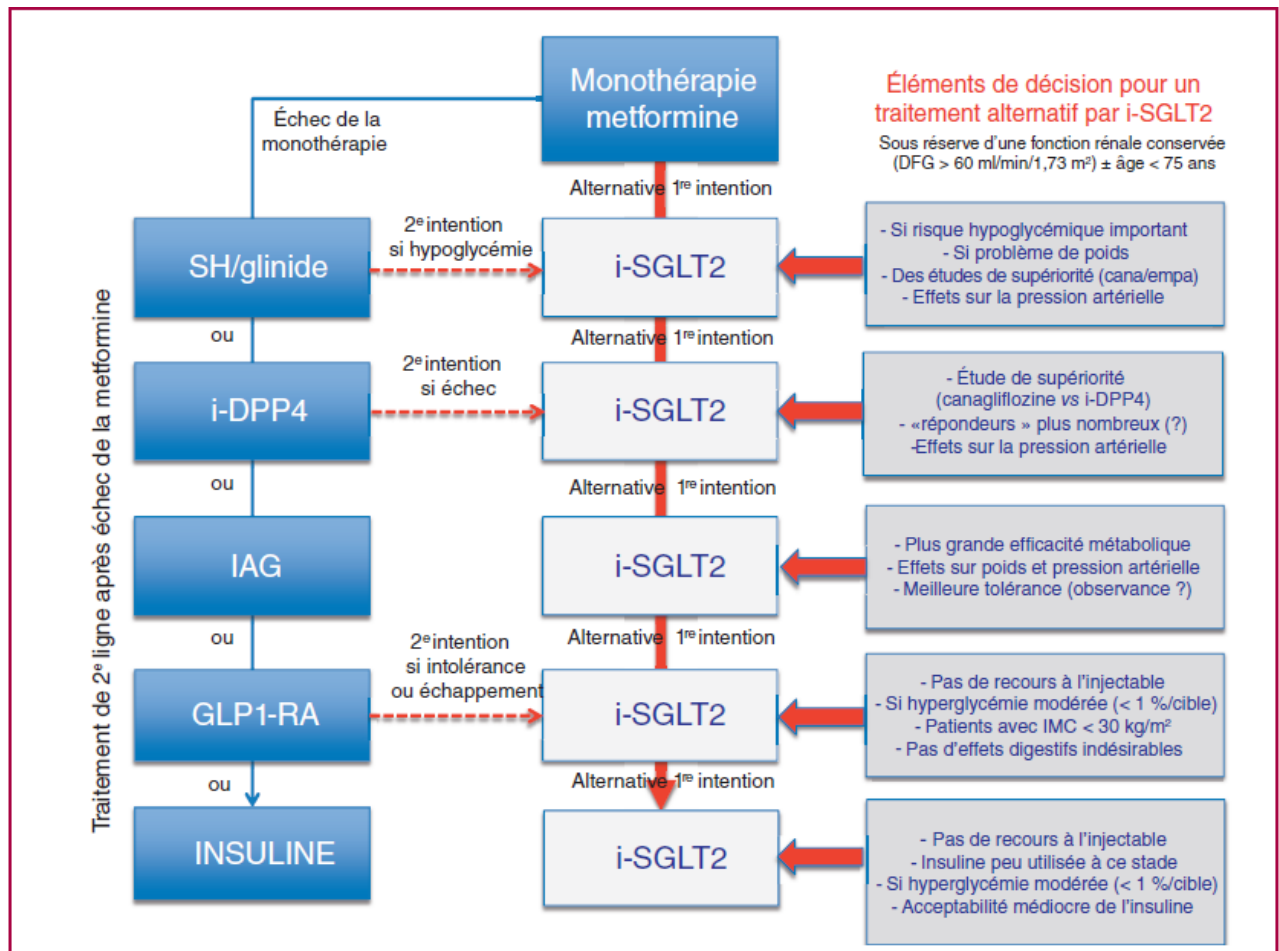 Monothérapie
metformine
Échec de la
monothérapie
Éléments de décision pour un
traitement alternatif par i-SGLT2
Sous réserve d'une fonction rénale conservée
(DFG > 60 ml/min/1,73 m²) ± âge < 75 ans
Traitement de 2e ligne après échec de la metformine
Alternative 1re intention
SH/glinide
2e intention
si hypoglycémie
i-SGLT2
- Si risque hypoglycémique important
- Si problème de poids
- Des études de supériorité (cana/empa)
- Effets sur la pression artérielle
ou
Alternative 1re intention
i-DPP4
2e intention
si échec
i-SGLT2
- Étude de supériorité
(canagliflozine vs i-DPP4)
- «répondeurs » plus nombreux (?)
-Effets sur la pression artérielle
ou
Alternative 1re intention
IAG
i-SGLT2
- Plus grande efficacité métabolique
- Effets sur poids et pression artérielle
- Meilleure tolérance (observance ?)
ou
Alternative 1re intention
GLP1-RA
2e intention
si intolérance
ou échappement
i-SGLT2
- Pas de recours à l'injectable
- Si hyperglycémie modérée (< 1 %/cible)
- Patients avec IMC < 30 kg/m²
- Pas d'effets digestifs indésirables
ou
Alternative 1re intention
INSULINE
i-SGLT2
- Pas de recours à l'injectable
- Insuline peu utilisée à ce stade
- Si hyperglycémie modérée (< 1 %/cible)
- Acceptabilité médiocre de l'insuline